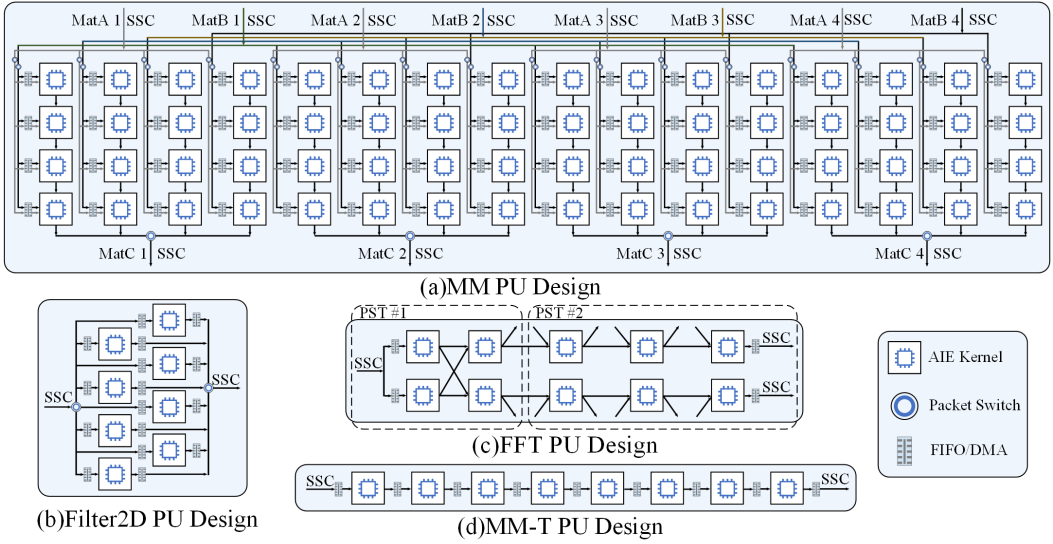 MatA 1 SSC MatB 1 SSC MatA 2 SSC MatB 2 SSC MatA 3 SSC MatB 3 SSC MatA 4 SSC MatB 4 SSC
MatC 1 SSC MatC 2 SSC MatC 3 SSC MatC 4 SSC
(a)MM PU Design
SSC SSC
(b)Filter2D PU Design
PST #1 PST #2
SSC SSC
SSC
(c)FFT PU Design
SSC SSC
(d)MM-T PU Design
AIE Kernel
Packet Switch
FIFO/DMA